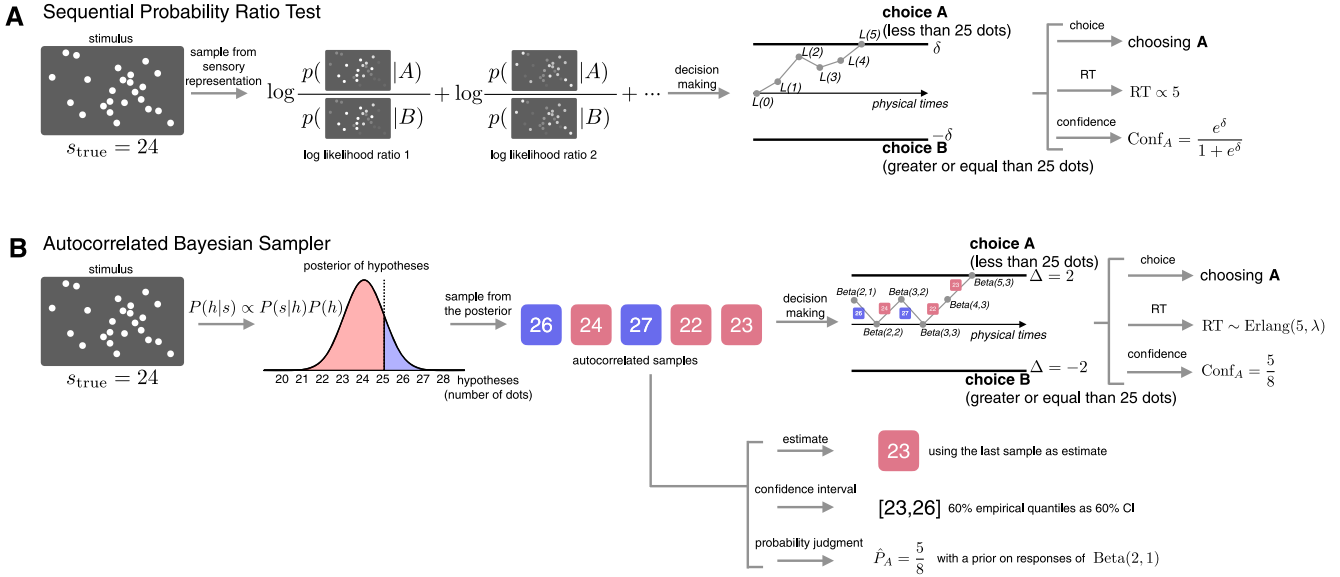 A Sequential Probability Ratio Test
stimulus
s_true = 24
sample from
sensory
representation
log p( |A) / p( |B) + log p( |A) / p( |B) + ⋯
log likelihood ratio 1
log likelihood ratio 2
decision
making
choice A
(less than 25 dots)
δ
L(0)
L(1)
L(2)
L(3)
L(4)
L(5)
physical times
−δ
choice B
(greater or equal than 25 dots)
choice
choosing A
RT
RT ∝ 5
confidence
Conf_A = e^δ / (1 + e^δ)
B Autocorrelated Bayesian Sampler
stimulus
s_true = 24
P(h|s) ∝ P(s|h)P(h)
posterior of hypotheses
20 21 22 23 24 25 26 27 28
hypotheses
(number of dots)
sample from
the posterior
26 24 27 22 23
autocorrelated samples
decision
making
choice A
(less than 25 dots)
Δ = 2
Beta(2,1)
26
Beta(2,2)
24
Beta(3,2)
27
Beta(3,3)
22
Beta(4,3)
23
Beta(5,3)
physical times
Δ = −2
choice B
(greater or equal than 25 dots)
choice
choosing A
RT
RT ∼ Erlang(5, λ)
confidence
Conf_A = 5/8
estimate
23 using the last sample as estimate
confidence interval
[23,26] 60% empirical quantiles as 60% CI
probability judgment
P̂_A = 5/8 with a prior on responses of Beta(2, 1)